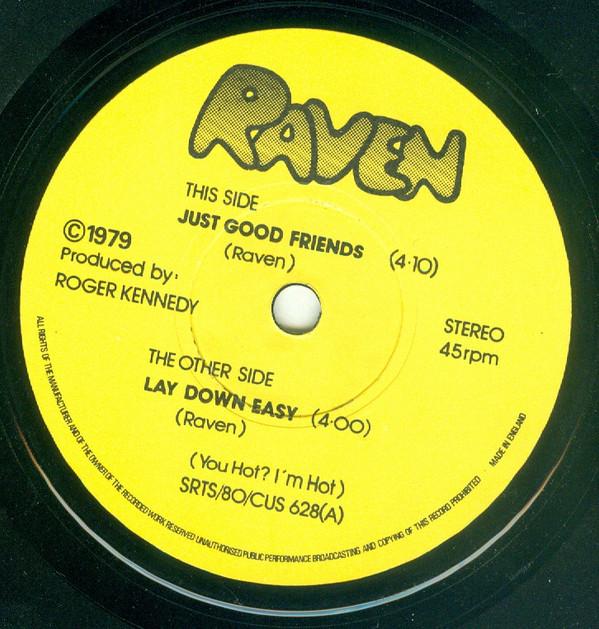 RAVEN
THIS SIDE
JUST GOOD FRIENDS (4·10)
(Raven)
©1979
Produced by:
ROGER KENNEDY
STEREO
45rpm
THE OTHER SIDE
LAY DOWN EASY (4·00)
(Raven)
(You Hot? I´m Hot)
SRTS/80/CUS 628(A)
ALL RIGHTS OF THE MANUFACTURER AND OF THE OWNER OF THE RECORDED WORK RESERVED UNAUTHORISED PUBLIC PERFORMANCE BROADCASTING AND COPYING OF THIS RECORD PROHIBITED · MADE IN ENGLAND